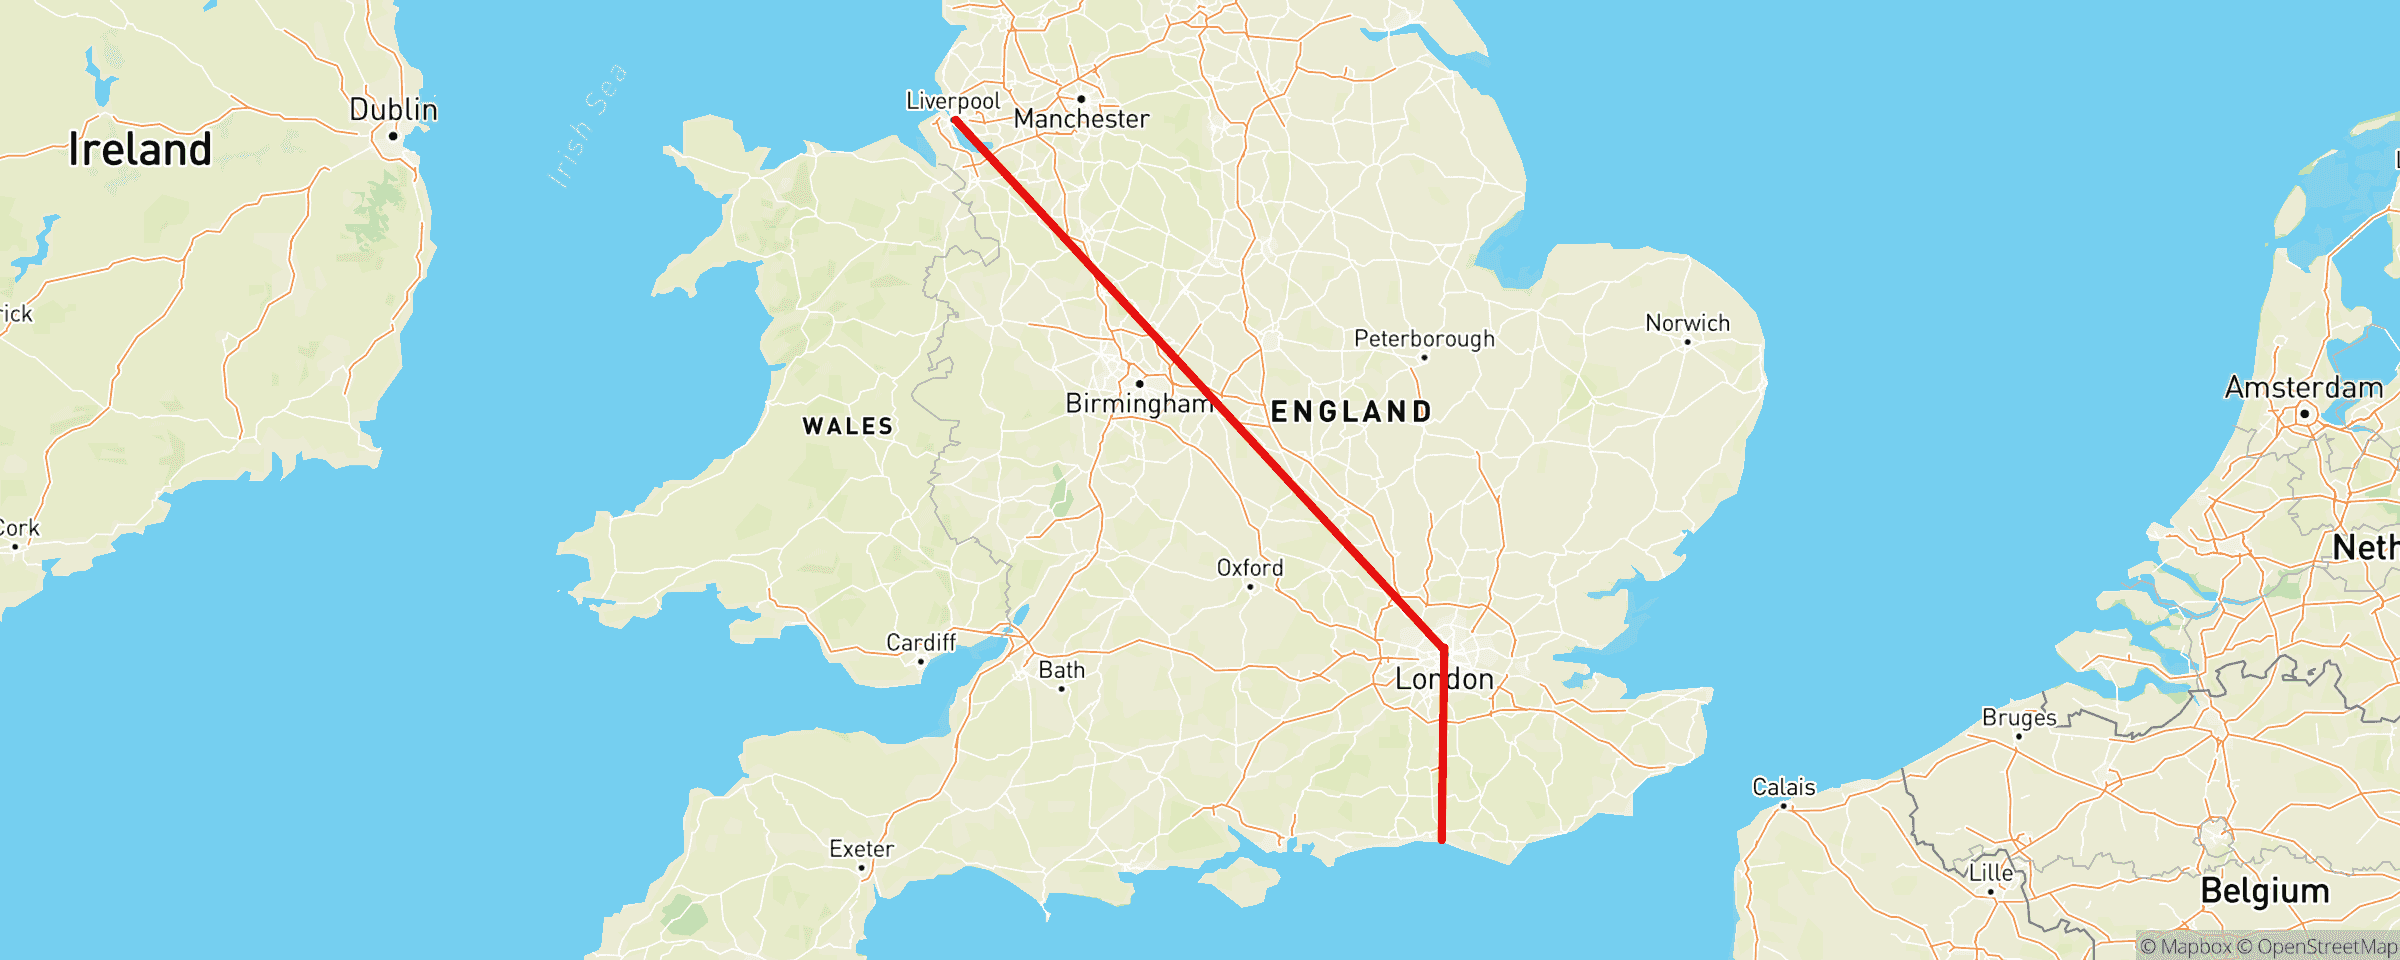 Liverpool
Manchester
Dublin
Ireland
Irish Sea
rick
Peterborough
Norwich
Birmingham
ENGLAND
WALES
Amsterdam
Cork
Oxford
Neth
Cardiff
Bath
London
Bruges
Calais
Exeter
Lille
Belgium
© Mapbox © OpenStreetMap